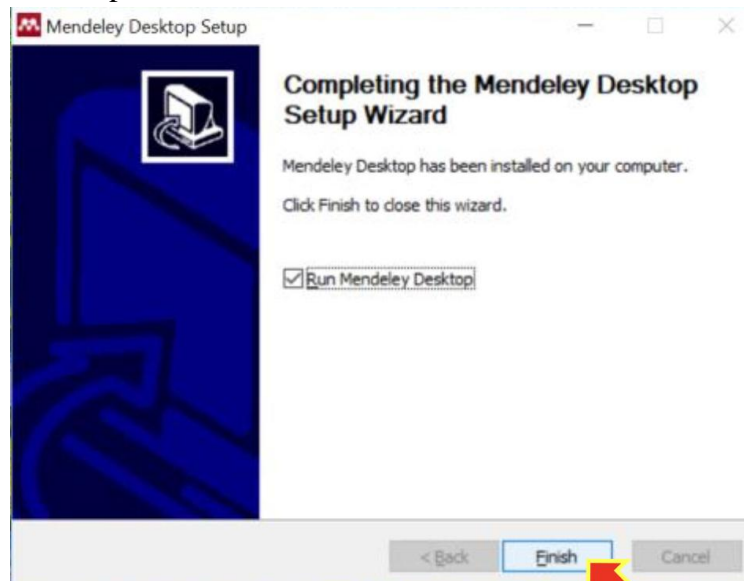 Mendeley Desktop Setup
Completing the Mendeley Desktop
Setup Wizard
Mendeley Desktop has been installed on your computer.
Click Finish to close this wizard.
Run Mendeley Desktop
< Back Finish Cancel